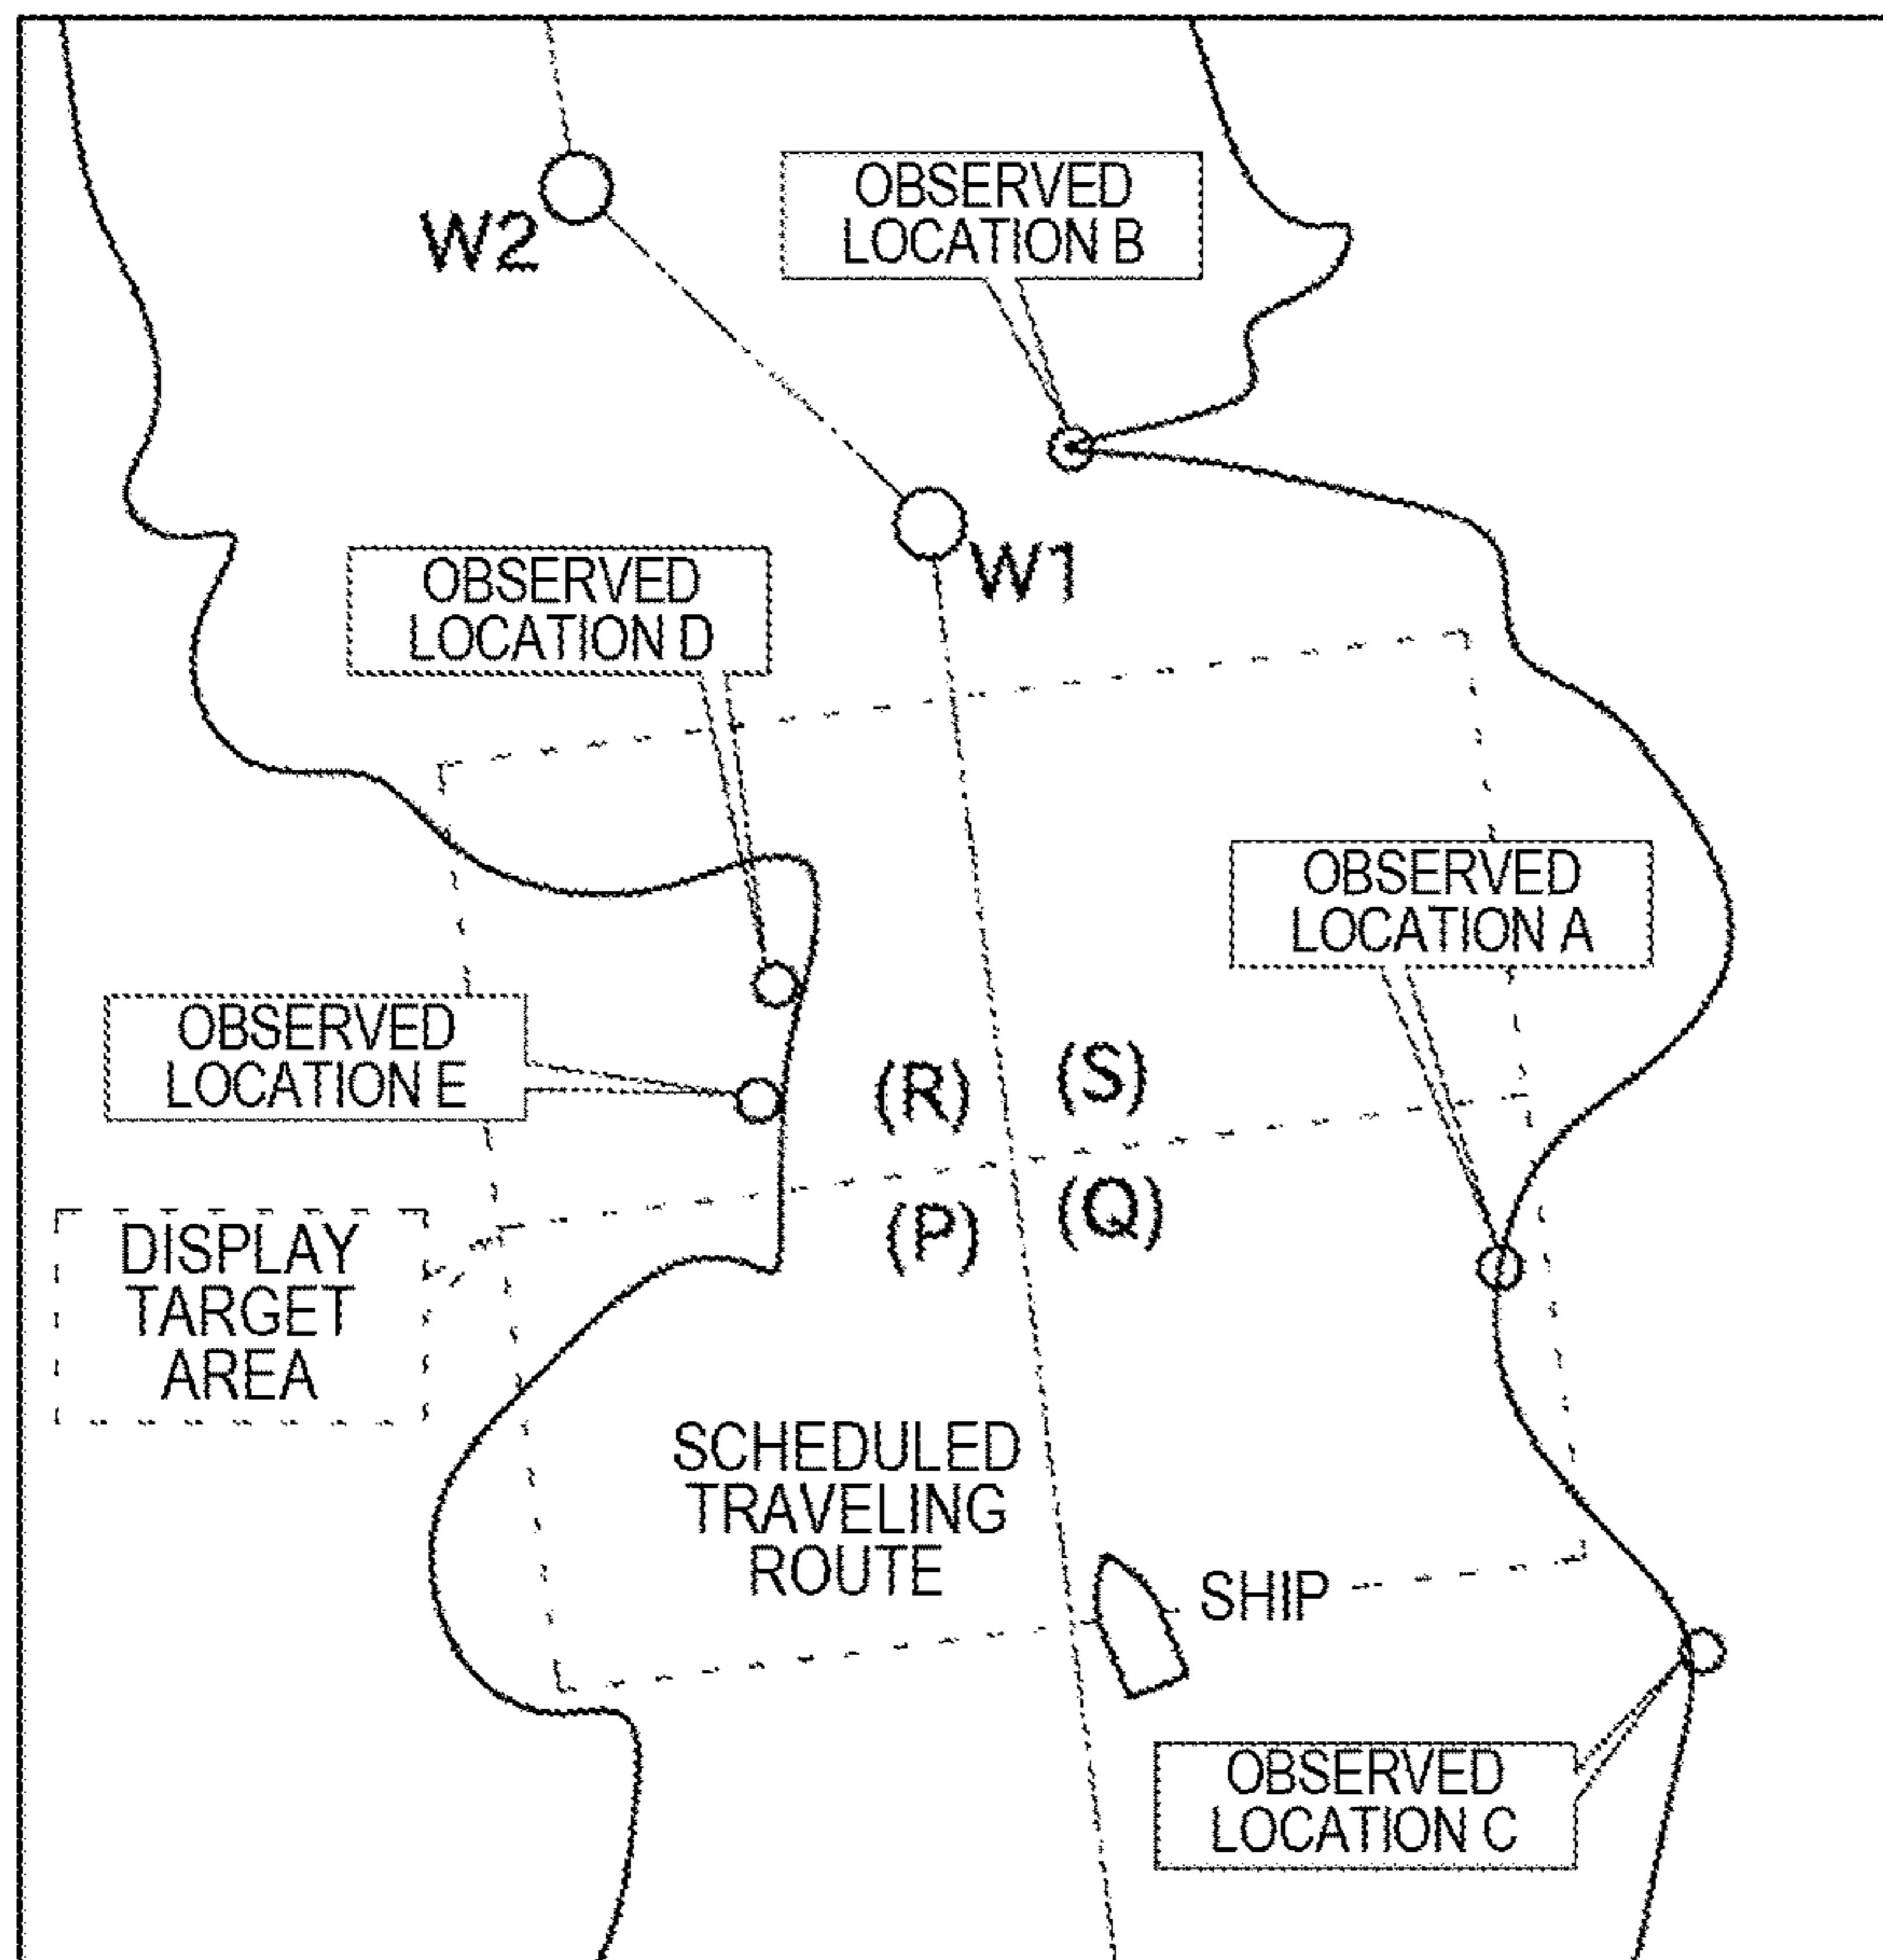 OBSERVED
LOCATION B
W2
W1
OBSERVED
LOCATION D
OBSERVED
LOCATION A
OBSERVED
LOCATION E
(R)
(S)
(P)
(Q)
DISPLAY
TARGET
AREA
SCHEDULED
TRAVELING
ROUTE
SHIP
OBSERVED
LOCATION C